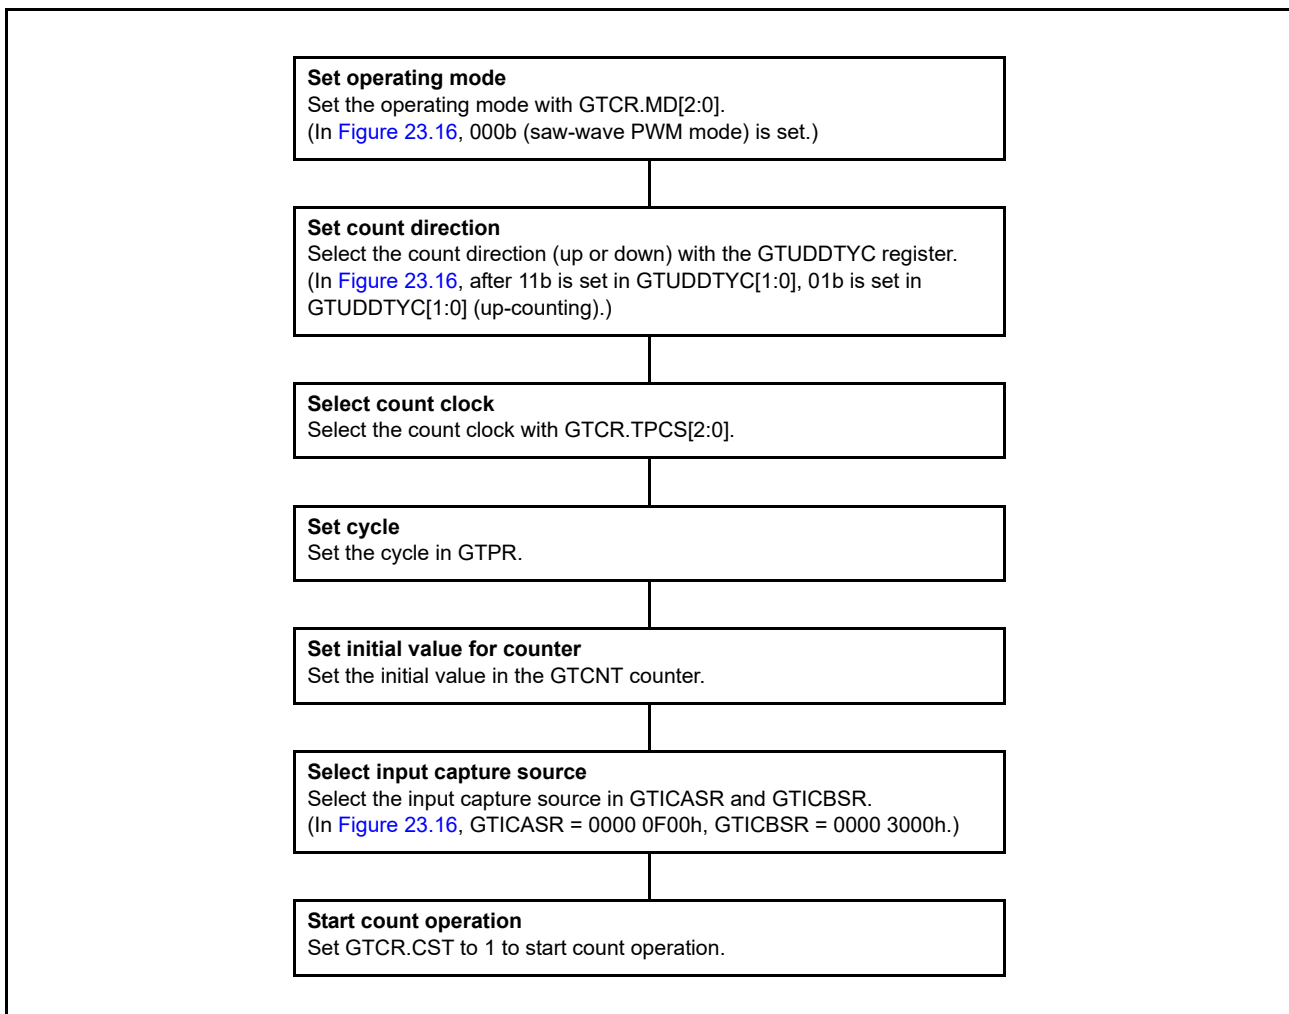 Set operating mode
Set the operating mode with GTCR.MD[2:0].
(In Figure 23.16, 000b (saw-wave PWM mode) is set.)
Set count direction
Select the count direction (up or down) with the GTUDDTYC register.
(In Figure 23.16, after 11b is set in GTUDDTYC[1:0], 01b is set in
GTUDDTYC[1:0] (up-counting).)
Select count clock
Select the count clock with GTCR.TPCS[2:0].
Set cycle
Set the cycle in GTPR.
Set initial value for counter
Set the initial value in the GTCNT counter.
Select input capture source
Select the input capture source in GTICASR and GTICBSR.
(In Figure 23.16, GTICASR = 0000 0F00h, GTICBSR = 0000 3000h.)
Start count operation
Set GTCR.CST to 1 to start count operation.